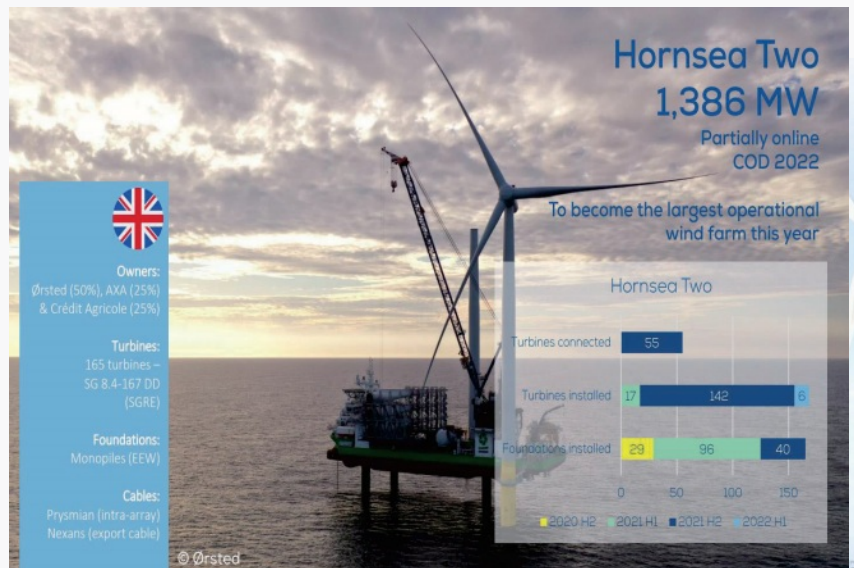 Hornsea Two
1,386 MW
Partially online
COD 2022
To become the largest operational
wind farm this year
Owners:
Ørsted (50%), AXA (25%)
& Crédit Agricole (25%)
Turbines:
165 turbines –
SG 8.4-167 DD
(SGRE)
Foundations:
Monopiles (EEW)
Cables:
Prysmian (intra-array)
Nexans (export cable)
© Ørsted
Hornsea Two
Turbines connected 55
Turbines installed 17 142 6
Foundations installed 29 96 40
0 50 100 150
2020 H2 2021 H1 2021 H2 2022 H1